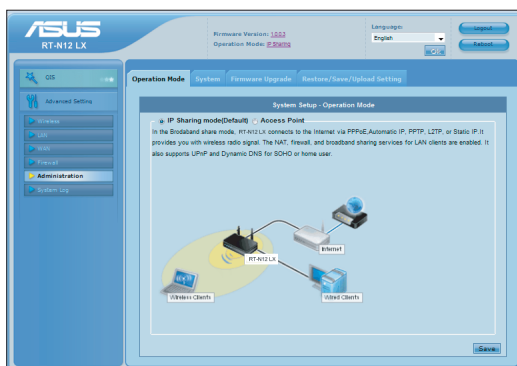 ASUS
RT-N12 LX
Firmware Version: 1.0.0.2
Operation Mode: IP Sharing
Language:
English
Logout
Reboot
QIS
Advanced Setting
Wireless
LAN
WAN
Firewall
Administration
System Log
Operation Mode System Firmware Upgrade Restore/Save/Upload Setting
System Setup - Operation Mode
IP Sharing mode(Default) Access Point
In the Brodaband share mode, RT-N12 LX connects to the Internet via PPPoE,Automatic IP, PPTP, L2TP, or Static IP.It
provides you with wireless radio signal. The NAT, firewall, and broadband sharing services for LAN clients are enabled. It
also supports UPnP and Dynamic DNS for SOHO or home user.
Internet
RT-N12 LX
Wireless Clients
Wired Clients
Save